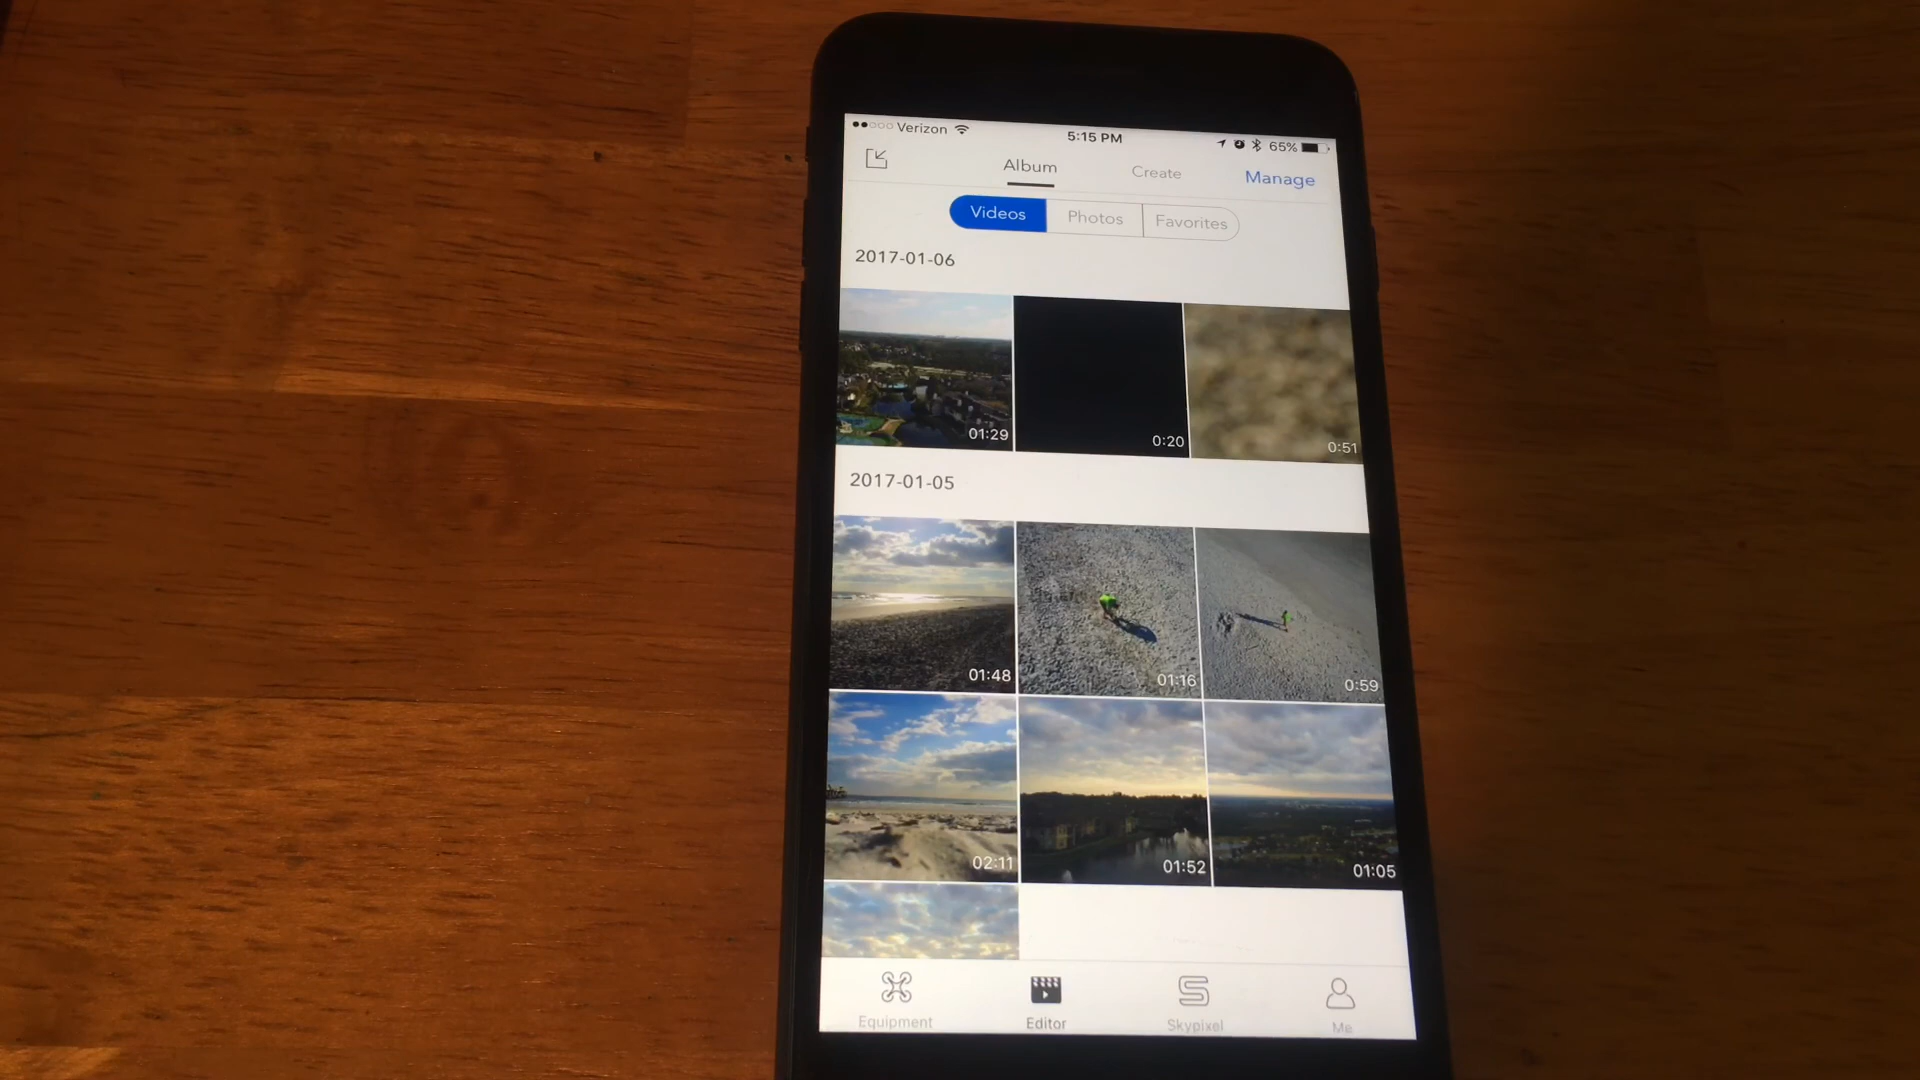 Verizon 5:15 PM 65%
Album Create Manage
Videos Photos Favorites
2017-01-06
01:29 0:20 0:51
2017-01-05
01:48 01:16 0:59
02:11 01:52 01:05
Equipment Editor Skypixel Me